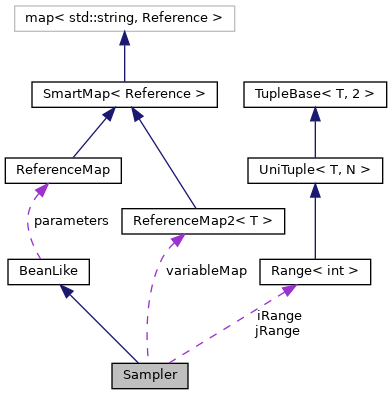 map< std::string, Reference >
SmartMap< Reference >
TupleBase< T, 2 >
ReferenceMap
UniTuple< T, N >
parameters
ReferenceMap2< T >
BeanLike
variableMap
Range< int >
iRange
jRange
Sampler